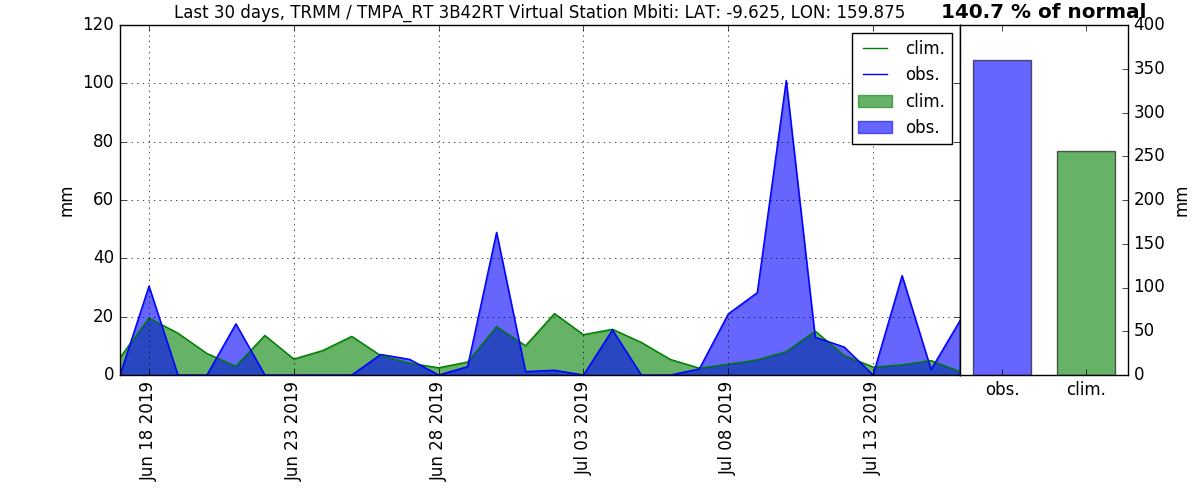 Last 30 days, TRMM / TMPA_RT 3B42RT Virtual Station Mbiti: LAT: -9.625, LON: 159.875
140.7 % of normal
120
100
80
60
40
20
0
mm
clim.
obs.
clim.
obs.
Jun 18 2019
Jun 23 2019
Jun 28 2019
Jul 03 2019
Jul 08 2019
Jul 13 2019
400
350
300
250
200
150
100
50
0
mm
obs.
clim.